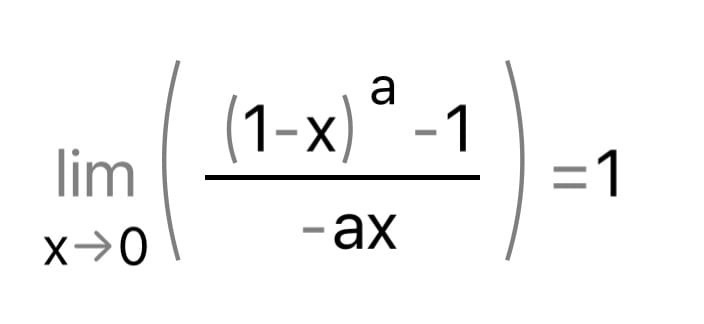 lim x→0 ( ((1-x)^a -1) / (-ax) ) = 1